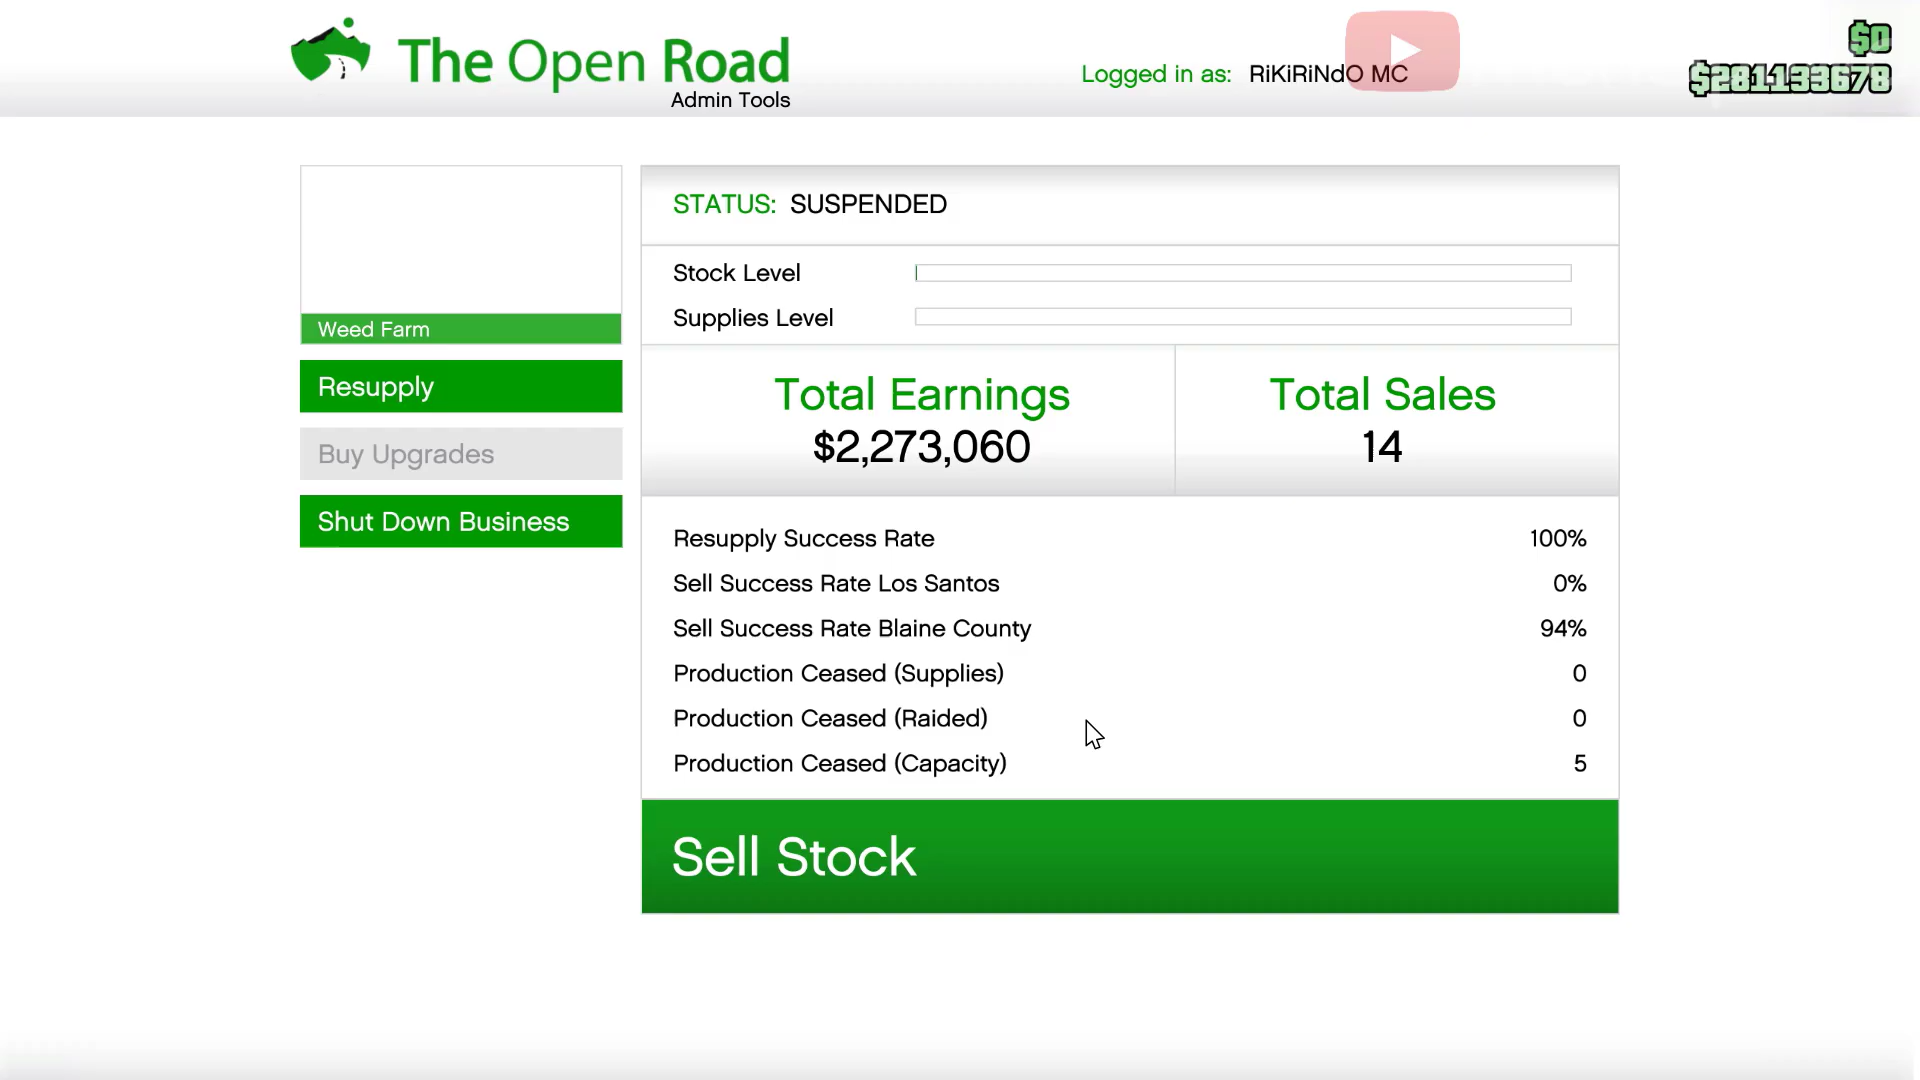 The Open Road
Admin Tools
Logged in as: RiKiRiNdO MC
$0
$281133678
Weed Farm
Resupply
Buy Upgrades
Shut Down Business
STATUS: SUSPENDED
Stock Level
Supplies Level
Total Earnings
$2,273,060
Total Sales
14
Resupply Success Rate 100%
Sell Success Rate Los Santos 0%
Sell Success Rate Blaine County 94%
Production Ceased (Supplies) 0
Production Ceased (Raided) 0
Production Ceased (Capacity) 5
Sell Stock